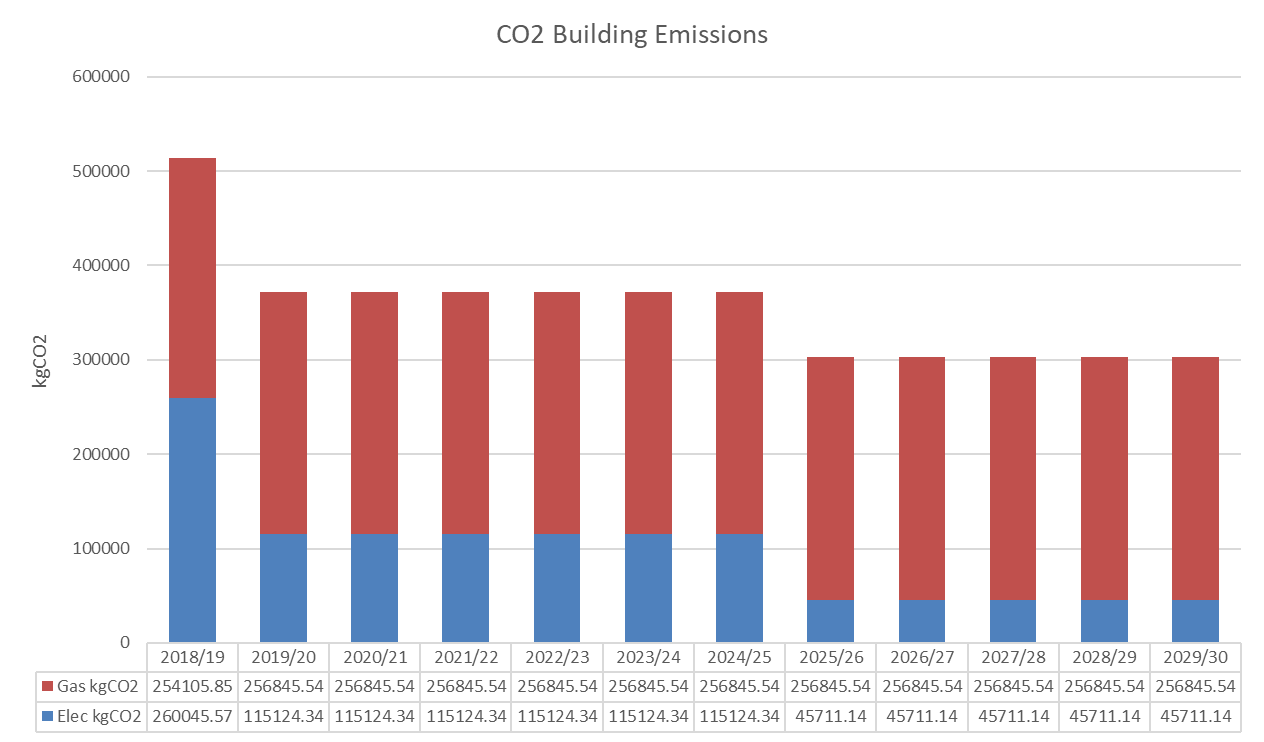 CO2 Building Emissions
600000
500000
400000
300000
200000
100000
0
kgCO2
2018/19 2019/20 2020/21 2021/22 2022/23 2023/24 2024/25 2025/26 2026/27 2027/28 2028/29 2029/30
Gas kgCO2 254105.85 256845.54 256845.54 256845.54 256845.54 256845.54 256845.54 256845.54 256845.54 256845.54 256845.54 256845.54
Elec kgCO2 260045.57 115124.34 115124.34 115124.34 115124.34 115124.34 115124.34 45711.14 45711.14 45711.14 45711.14 45711.14